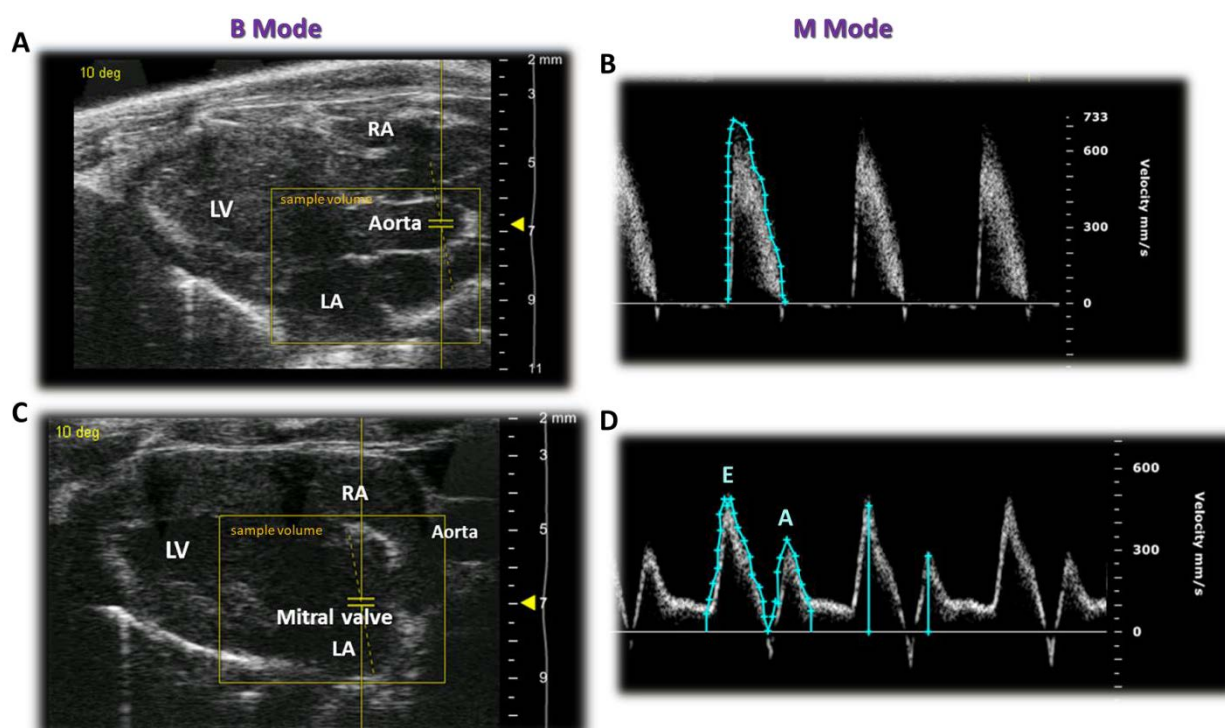 B Mode
M Mode
A
10 deg
2 mm
3
5
7
9
11
RA
LV
sample volume
Aorta
LA
B
733
600
300
0
Velocity mm/s
C
10 deg
2 mm
3
5
7
9
RA
sample volume
Aorta
LV
Mitral valve
LA
D
E
A
600
300
0
Velocity mm/s